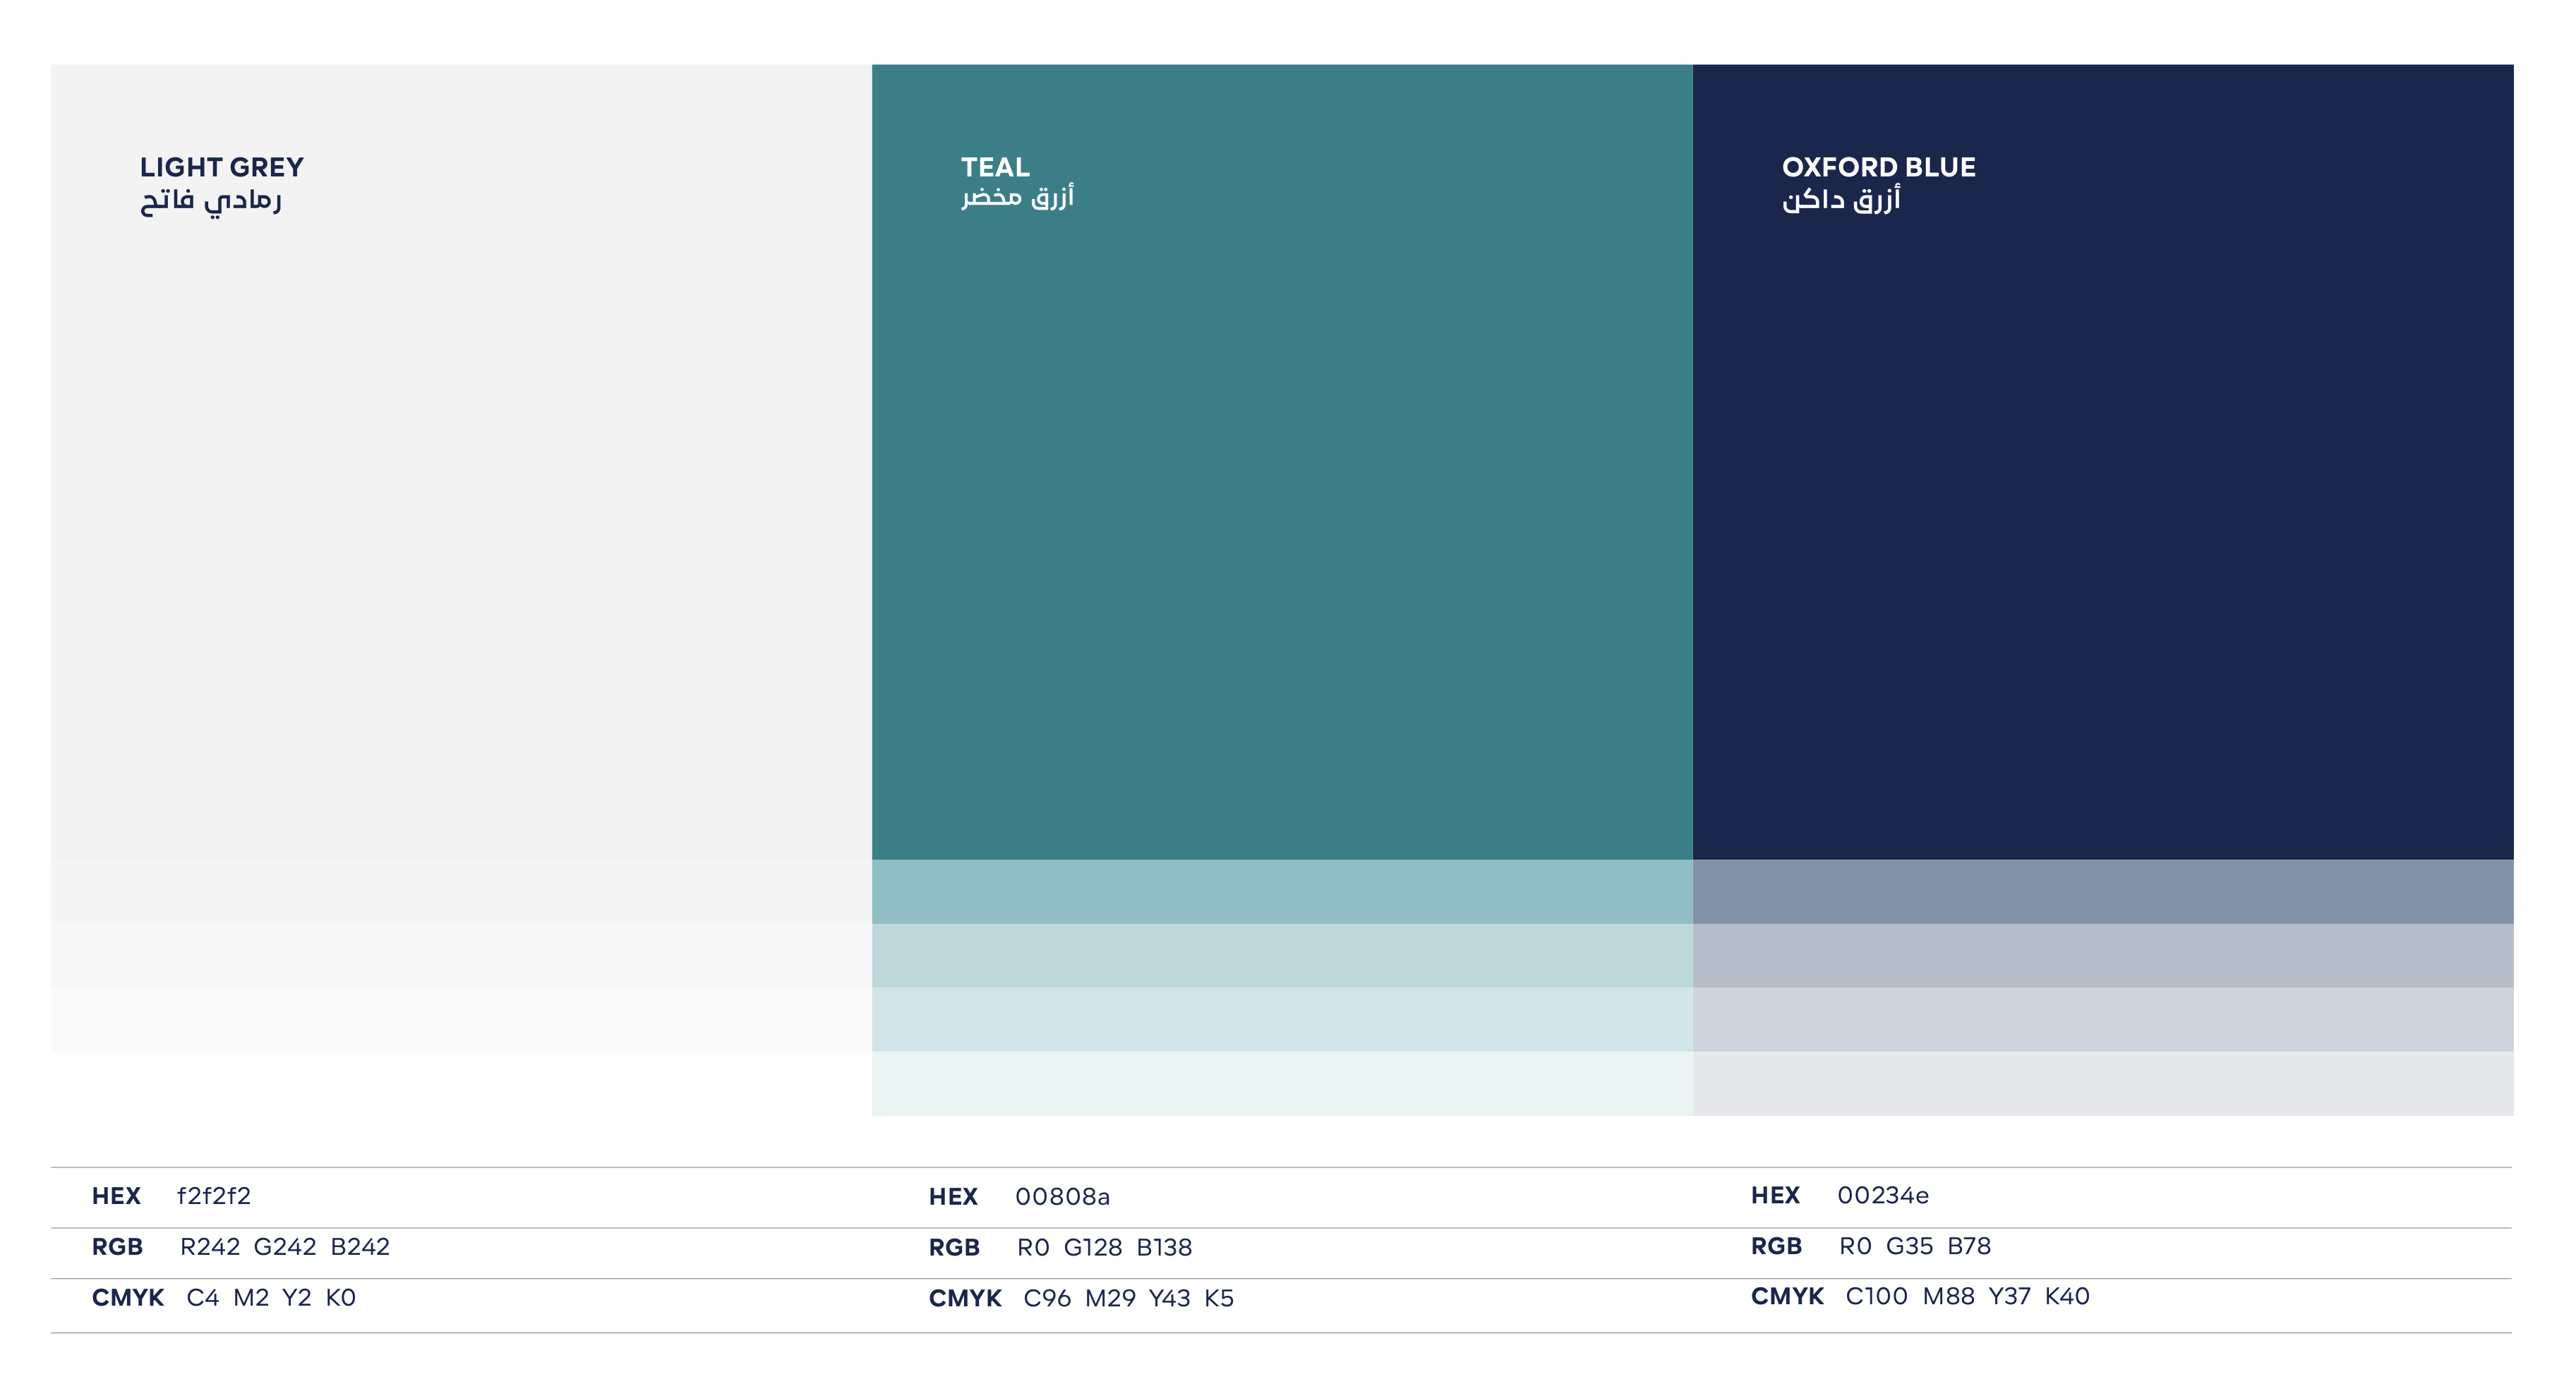 LIGHT GREY
رمادي فاتح
TEAL
أزرق مخضر
OXFORD BLUE
أزرق داكن
HEX f2f2f2
RGB R242 G242 B242
CMYK C4 M2 Y2 K0
HEX 00808a
RGB R0 G128 B138
CMYK C96 M29 Y43 K5
HEX 00234e
RGB R0 G35 B78
CMYK C100 M88 Y37 K40